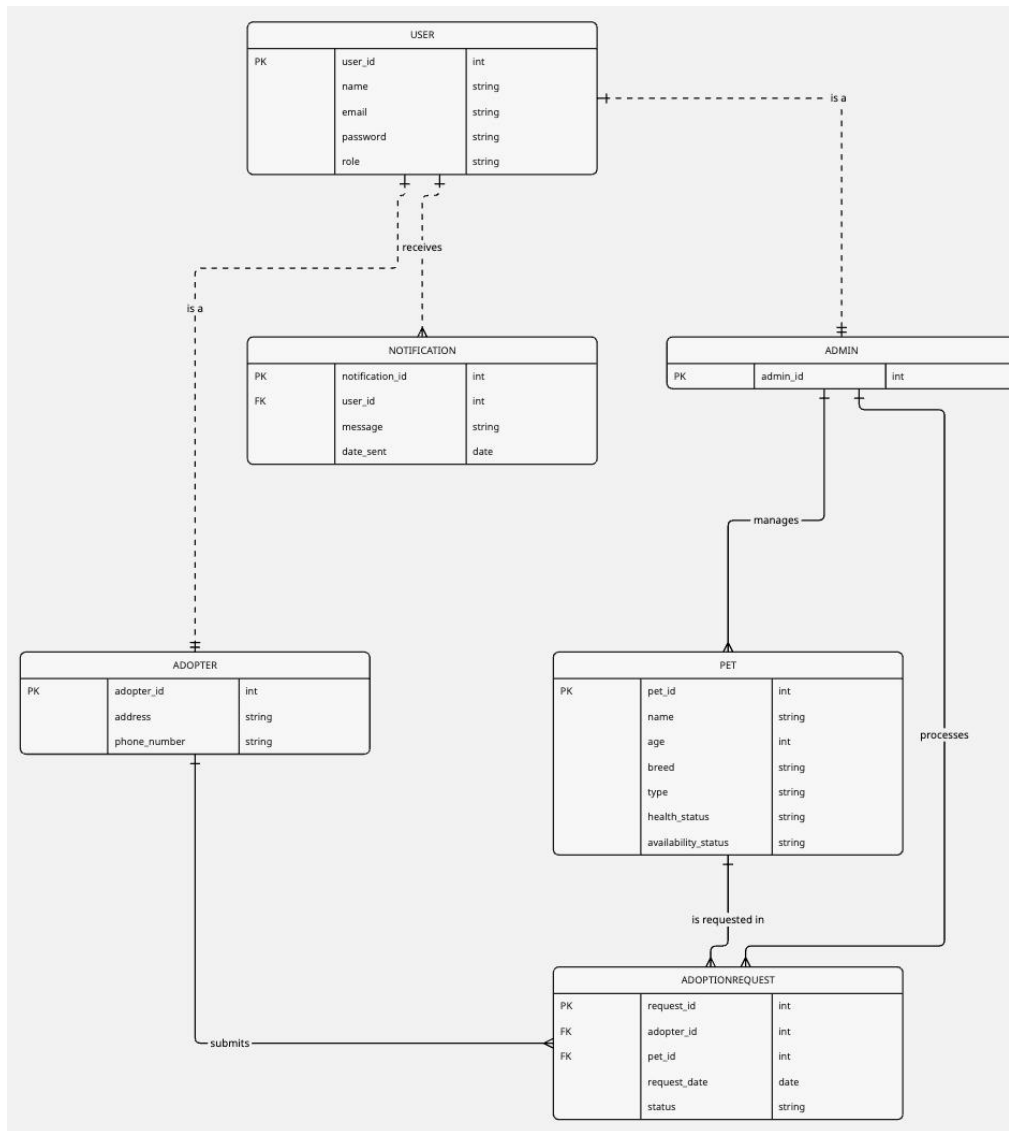 USER
PK user_id int
name string
email string
password string
role string
is a
receives
is a
NOTIFICATION
PK notification_id int
FK user_id int
message string
date_sent date
ADMIN
PK admin_id int
manages
ADOPTER
PK adopter_id int
address string
phone_number string
PET
PK pet_id int
name string
age int
breed string
type string
health_status string
availability_status string
processes
is requested in
ADOPTIONREQUEST
PK request_id int
FK adopter_id int
FK pet_id int
request_date date
status string
submits